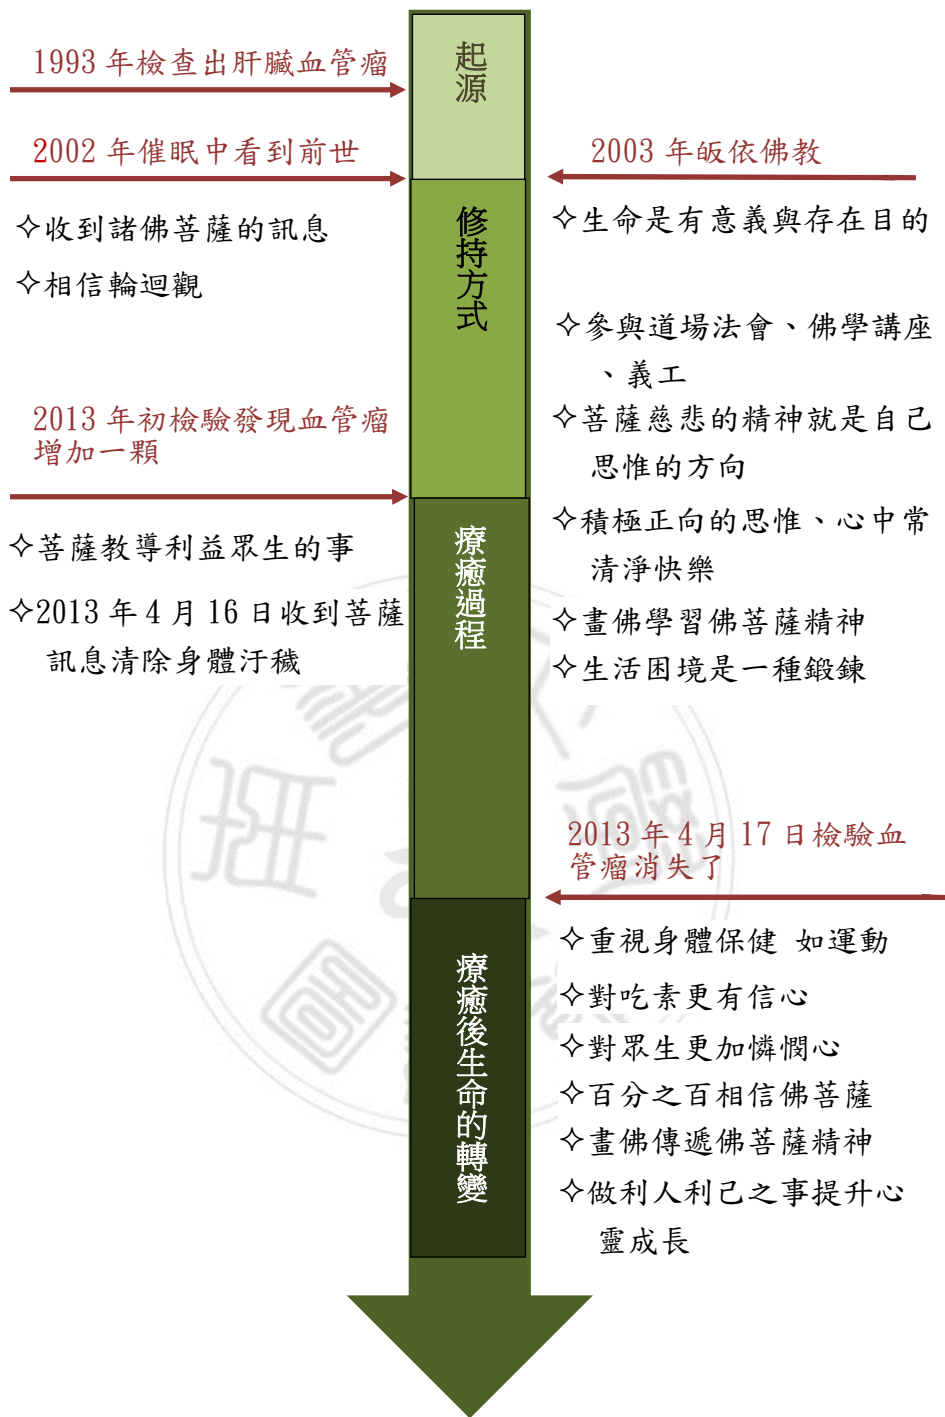 起源
1993 年檢查出肝臟血管瘤
2002 年催眠中看到前世
✧收到諸佛菩薩的訊息
✧相信輪迴觀
2003 年皈依佛教
✧生命是有意義與存在目的
✧參與道場法會、佛學講座
、義工
✧菩薩慈悲的精神就是自己
思惟的方向
✧積極正向的思惟、心中常
清淨快樂
✧畫佛學習佛菩薩精神
✧生活困境是一種鍛鍊
修持方式
2013 年初檢驗發現血管瘤
增加一顆
✧菩薩教導利益眾生的事
✧2013 年 4 月 16 日收到菩薩
訊息清除身體汙穢
療癒過程
2013 年 4 月 17 日檢驗血
管瘤消失了
✧重視身體保健 如運動
✧對吃素更有信心
✧對眾生更加憐憫心
✧百分之百相信佛菩薩
✧畫佛傳遞佛菩薩精神
✧做利人利己之事提升心
靈成長
療癒後生命的轉變